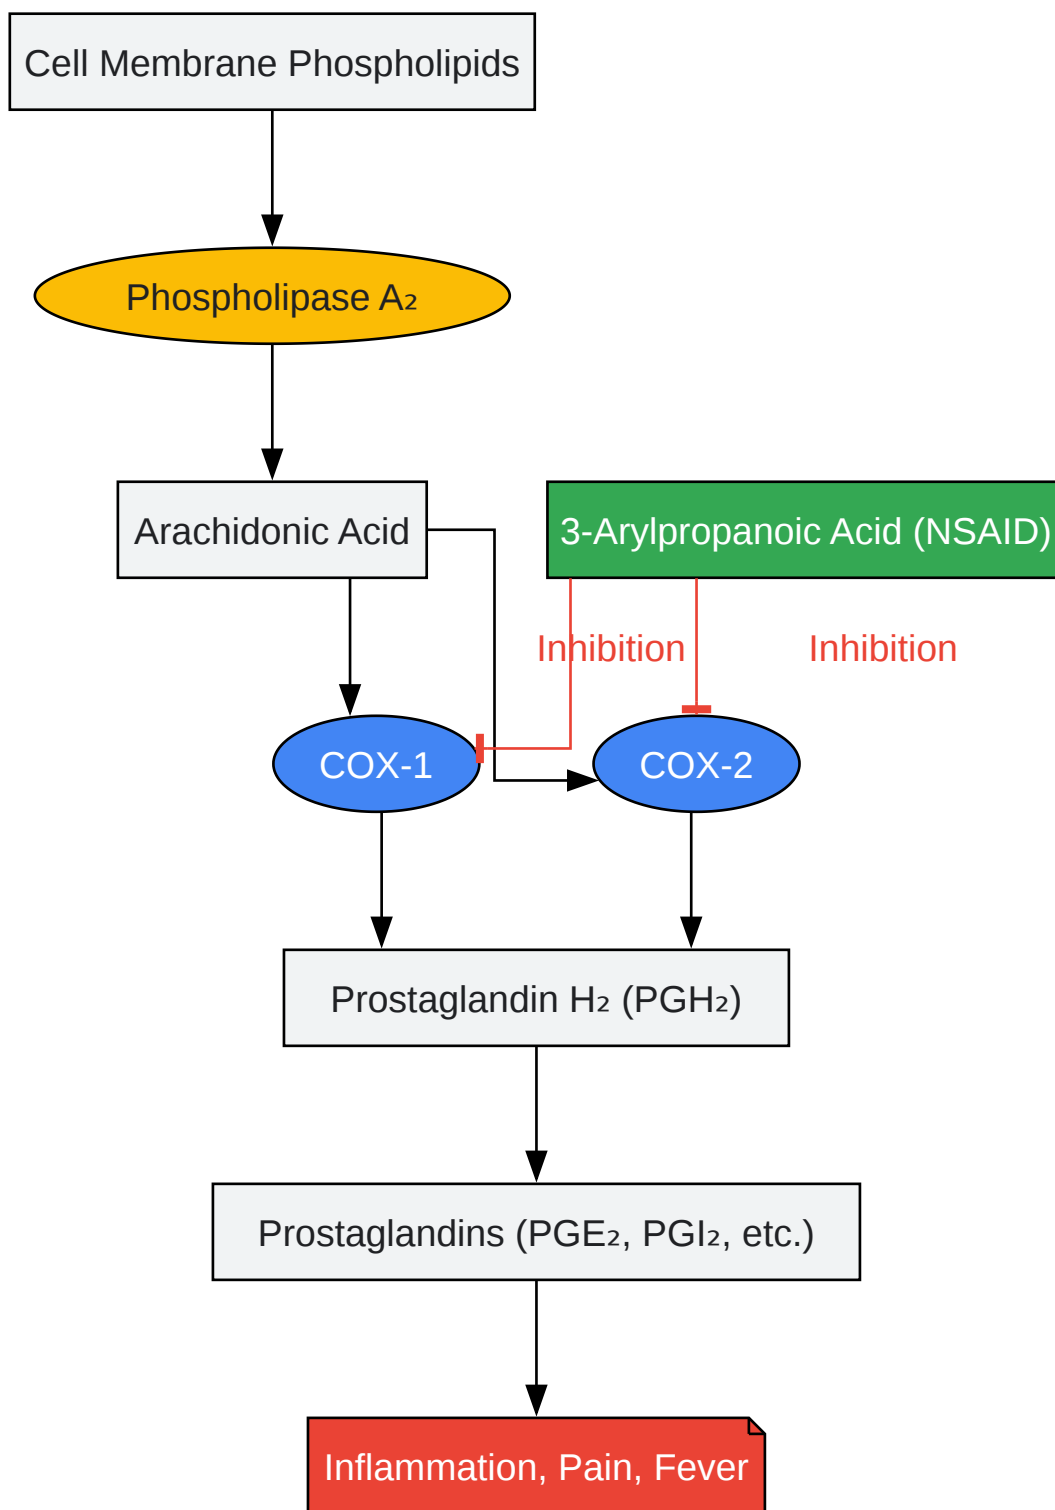 Cell Membrane Phospholipids
Phospholipase A₂
Arachidonic Acid
3-Arylpropanoic Acid (NSAID)
Inhibition
Inhibition
COX-1
COX-2
Prostaglandin H₂ (PGH₂)
Prostaglandins (PGE₂, PGI₂, etc.)
Inflammation, Pain, Fever